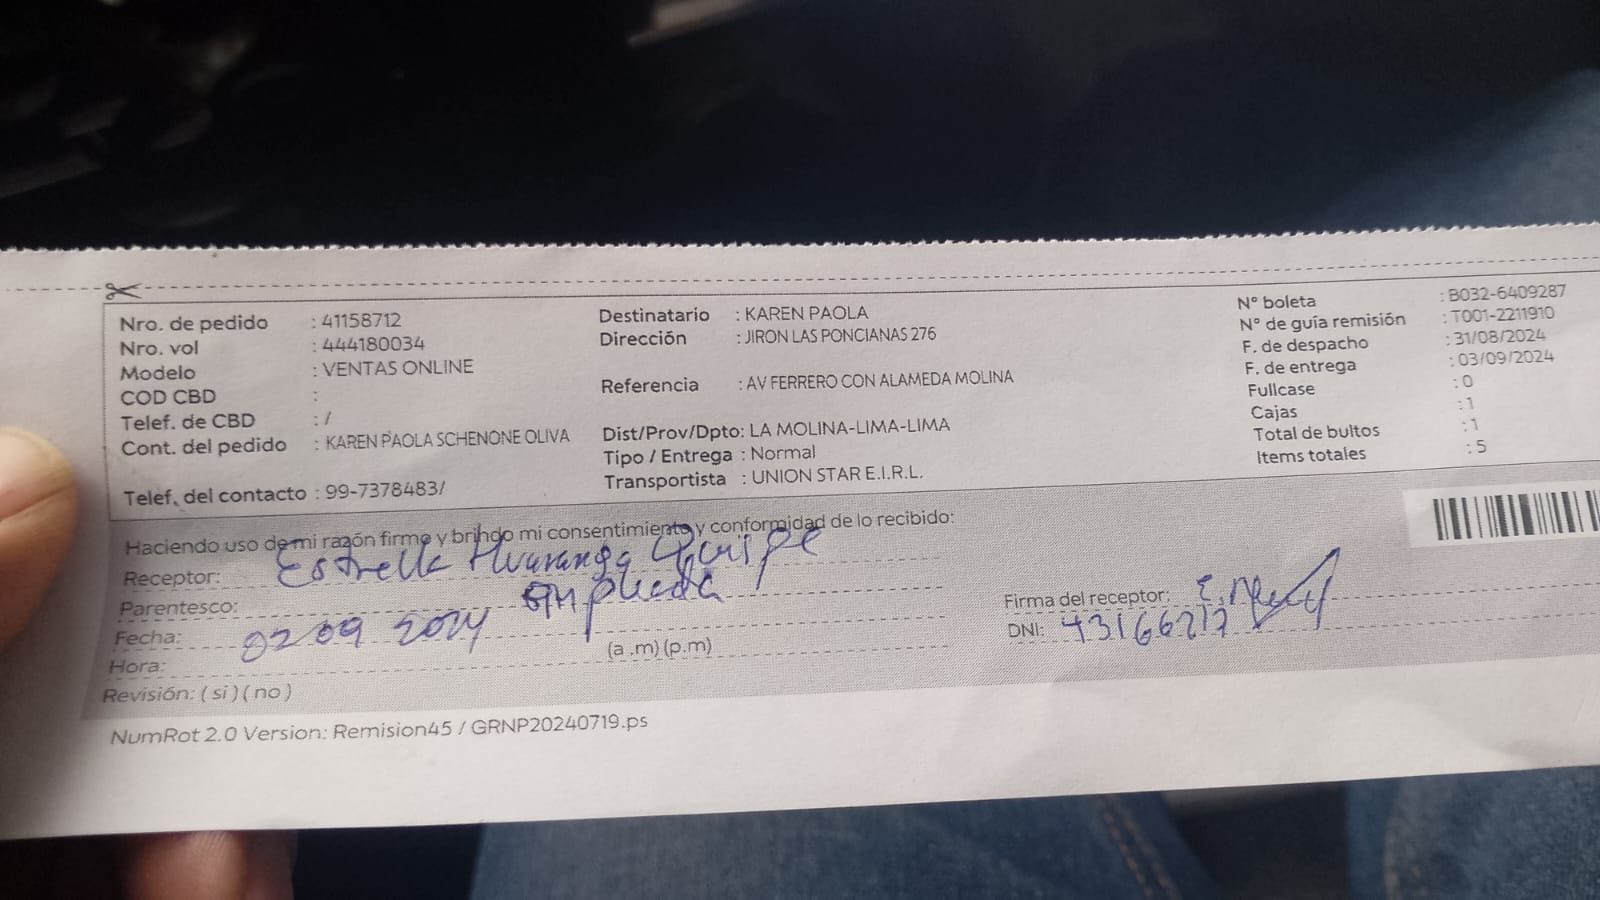 Nro. de pedido : 41158712
Nro. vol : 444180034
Modelo : VENTAS ONLINE
COD CBD :
Telef. de CBD : /
Cont. del pedido : KAREN PAOLA SCHENONE OLIVA
Telef. del contacto : 99-7378483/
Destinatario : KAREN PAOLA
Dirección : JIRON LAS PONCIANAS 276
Referencia : AV FERRERO CON ALAMEDA MOLINA
Dist/Prov/Dpto: LA MOLINA-LIMA-LIMA
Tipo / Entrega : Normal
Transportista : UNION STAR E.I.R.L.
N° boleta : B032-6409287
N° de guía remisión : T001-2211910
F. de despacho : 31/08/2024
F. de entrega : 03/09/2024
Fullcase : 0
Cajas : 1
Total de bultos : 1
Items totales : 5
Haciendo uso de mi razón firmo y brindo mi consentimiento y conformidad de lo recibido:
Receptor: Estrella Huaranga Quispe
Parentesco: Empleada
Fecha: 02 09 2024
Hora: (a .m) (p.m)
Revisión: ( si ) ( no )
Firma del receptor:
DNI: 43166217
NumRot 2.0 Version: Remision45 / GRNP20240719.ps